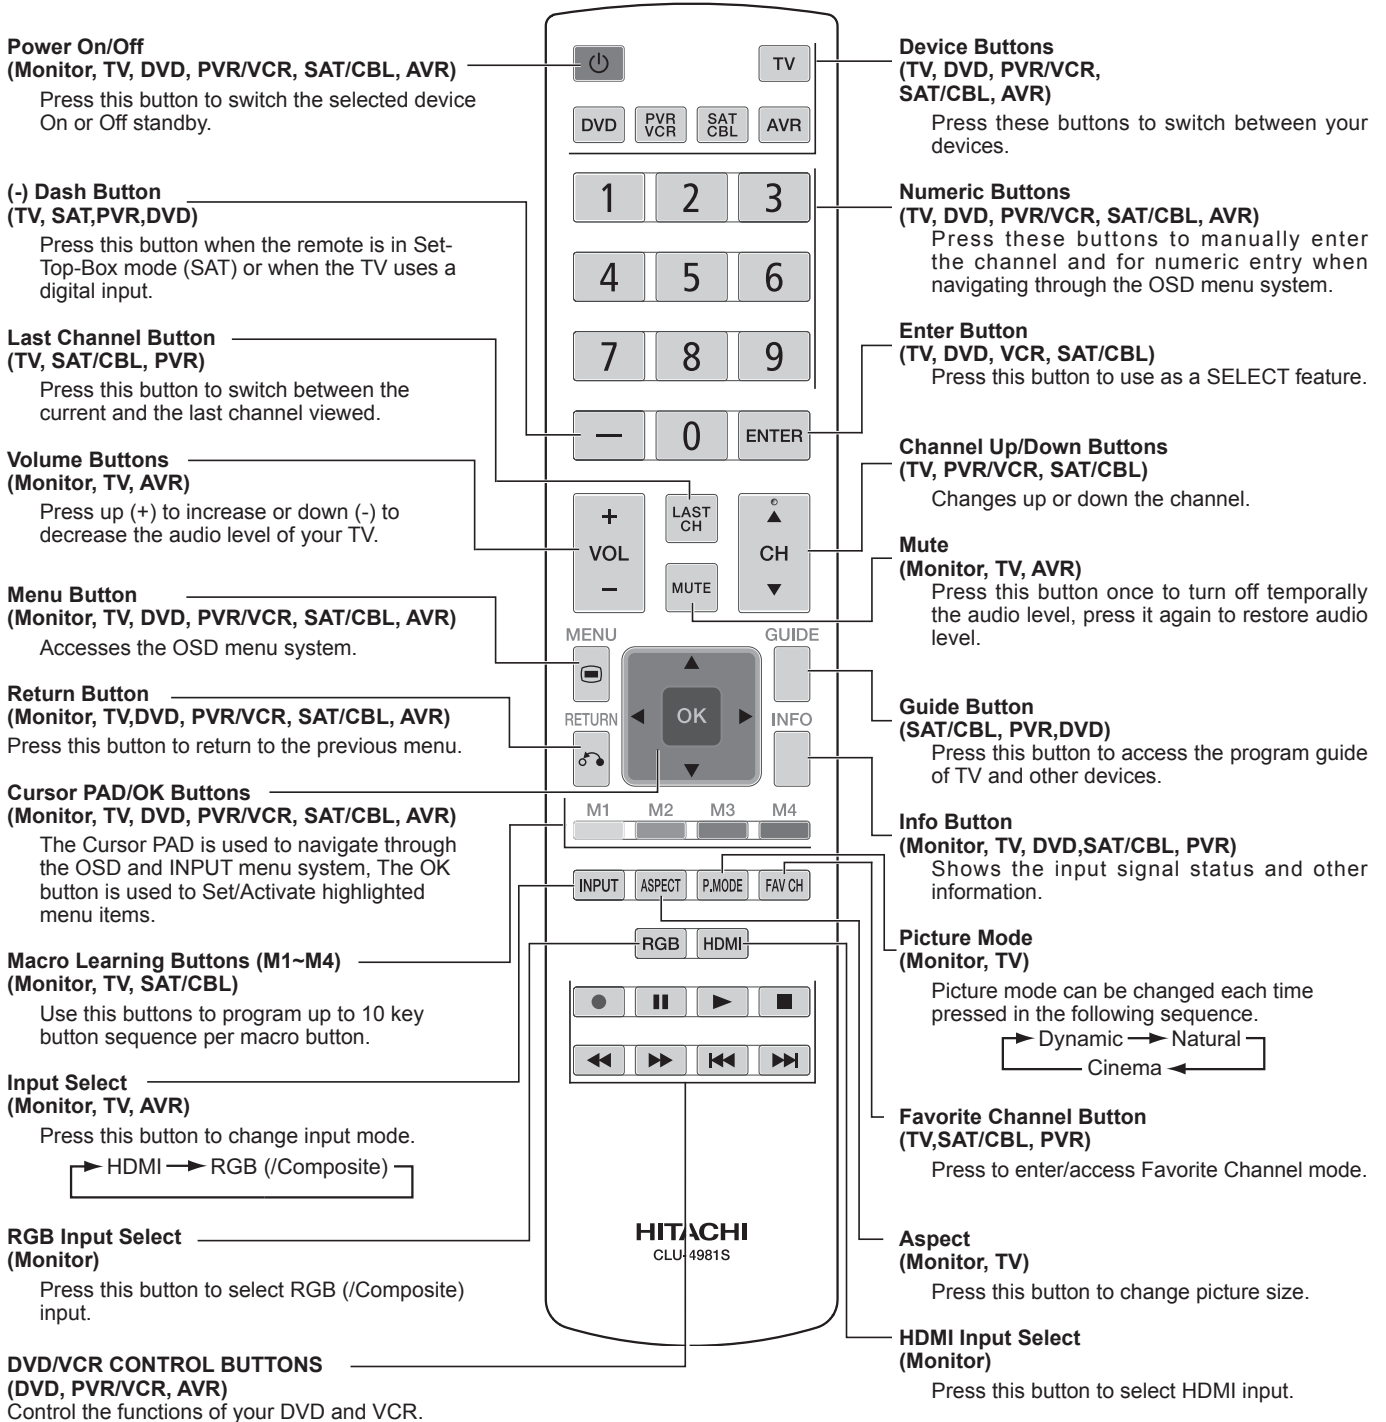 Power On/Off
(Monitor, TV, DVD, PVR/VCR, SAT/CBL, AVR)
Press this button to switch the selected device
On or Off standby.
(-) Dash Button
(TV, SAT,PVR,DVD)
Press this button when the remote is in Set-
Top-Box mode (SAT) or when the TV uses a
digital input.
Last Channel Button
(TV, SAT/CBL, PVR)
Press this button to switch between the
current and the last channel viewed.
Volume Buttons
(Monitor, TV, AVR)
Press up (+) to increase or down (-) to
decrease the audio level of your TV.
Menu Button
(Monitor, TV, DVD, PVR/VCR, SAT/CBL, AVR)
Accesses the OSD menu system.
Return Button
(Monitor, TV,DVD, PVR/VCR, SAT/CBL, AVR)
Press this button to return to the previous menu.
Cursor PAD/OK Buttons
(Monitor, TV, DVD, PVR/VCR, SAT/CBL, AVR)
The Cursor PAD is used to navigate through
the OSD and INPUT menu system, The OK
button is used to Set/Activate highlighted
menu items.
Macro Learning Buttons (M1~M4)
(Monitor, TV, SAT/CBL)
Use this buttons to program up to 10 key
button sequence per macro button.
Input Select
(Monitor, TV, AVR)
Press this button to change input mode.
HDMI RGB (/Composite)
RGB Input Select
(Monitor)
Press this button to select RGB (/Composite)
input.
DVD/VCR CONTROL BUTTONS
(DVD, PVR/VCR, AVR)
Control the functions of your DVD and VCR.
TV
DVD PVR VCR SAT CBL AVR
1 2 3
4 5 6
7 8 9
— 0 ENTER
+ VOL −
LAST CH
CH
MUTE
MENU GUIDE
OK
RETURN INFO
M1 M2 M3 M4
INPUT ASPECT P.MODE FAV CH
RGB HDMI
HITACHI
CLU-4981S
Device Buttons
(TV, DVD, PVR/VCR,
SAT/CBL, AVR)
Press these buttons to switch between your
devices.
Numeric Buttons
(TV, DVD, PVR/VCR, SAT/CBL, AVR)
Press these buttons to manually enter
the channel and for numeric entry when
navigating through the OSD menu system.
Enter Button
(TV, DVD, VCR, SAT/CBL)
Press this button to use as a SELECT feature.
Channel Up/Down Buttons
(TV, PVR/VCR, SAT/CBL)
Changes up or down the channel.
Mute
(Monitor, TV, AVR)
Press this button once to turn off temporally
the audio level, press it again to restore audio
level.
Guide Button
(SAT/CBL, PVR,DVD)
Press this button to access the program guide
of TV and other devices.
Info Button
(Monitor, TV, DVD,SAT/CBL, PVR)
Shows the input signal status and other
information.
Picture Mode
(Monitor, TV)
Picture mode can be changed each time
pressed in the following sequence.
Dynamic Natural
Cinema
Favorite Channel Button
(TV,SAT/CBL, PVR)
Press to enter/access Favorite Channel mode.
Aspect
(Monitor, TV)
Press this button to change picture size.
HDMI Input Select
(Monitor)
Press this button to select HDMI input.